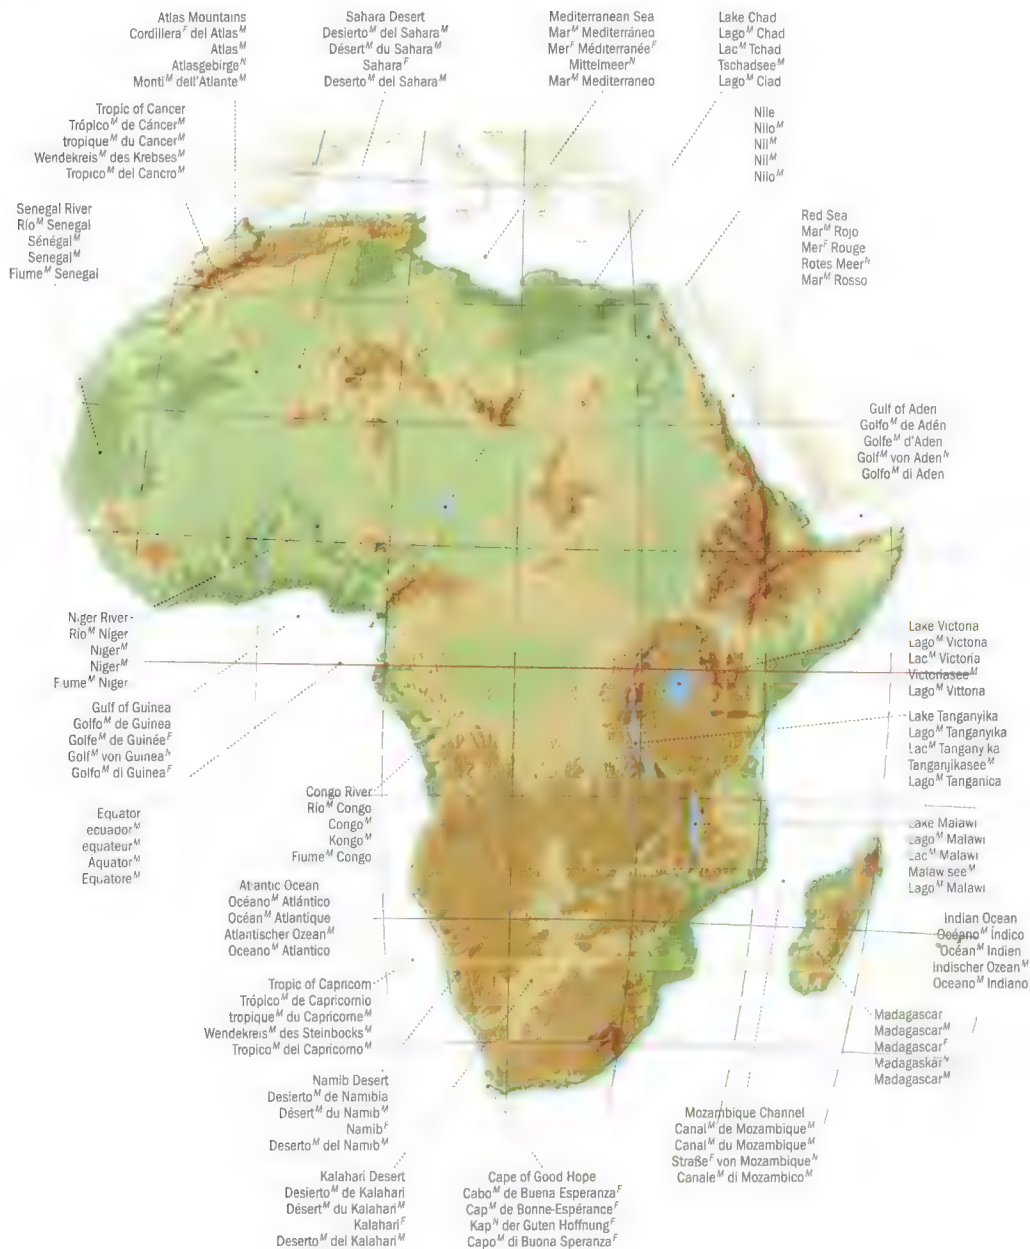 Atlas Mountains
Cordillera^F del Atlas^M
Atlas^M
Atlasgebirge^N
Monti^M dell'Atlante^M
Sahara Desert
Desierto^M del Sahara^M
Désert^M du Sahara^M
Sahara^F
Deserto^M del Sahara^M
Mediterranean Sea
Mar^M Mediterráneo
Mer^F Méditerranée^F
Mittelmeer^N
Mar^M Mediterraneo
Lake Chad
Lago^M Chad
Lac^M Tchad
Tschadsee^M
Lago^M Ciad
Tropic of Cancer
Trópico^M de Cáncer^M
tropique^M du Cancer^M
Wendekreis^M des Krebses^M
Tropico^M del Cancro^M
Nile
Nilo^M
Nil^M
Nil^M
Nilo^M
Senegal River
Río^M Senegal
Sénégal^M
Senegal^M
Fiume^M Senegal
Red Sea
Mar^M Rojo
Mer^F Rouge
Rotes Meer^N
Mar^M Rosso
Gulf of Aden
Golfo^M de Adén
Golfe^M d'Aden
Golf^M von Aden^N
Golfo^M di Aden
Niger River
Río^M Níger
Niger^M
Niger^M
Fiume^M Niger
Lake Victoria
Lago^M Victoria
Lac^M Victoria
Victoriasee^M
Lago^M Vittoria
Gulf of Guinea
Golfo^M de Guinea
Golfe^M de Guinée^F
Golf^M von Guinea^N
Golfo^M di Guinea^F
Lake Tanganyika
Lago^M Tanganyika
Lac^M Tanganyika
Tanganjikasee^M
Lago^M Tanganica
Equator
ecuador^M
équateur^M
Äquator^M
Equatore^M
Congo River
Río^M Congo
Congo^M
Kongo^M
Fiume^M Congo
Lake Malawi
Lago^M Malawi
Lac^M Malawi
Malawisee^M
Lago^M Malawi
Atlantic Ocean
Océano^M Atlántico
Océan^M Atlantique
Atlantischer Ozean^M
Oceano^M Atlantico
Indian Ocean
Océano^M Índico
Océan^M Indien
Indischer Ozean^M
Oceano^M Indiano
Tropic of Capricorn
Trópico^M de Capricornio
tropique^M du Capricorne^M
Wendekreis^M des Steinbocks^M
Tropico^M del Capricorno^M
Madagascar
Madagascar^M
Madagascar^F
Madagaskar^N
Madagascar^M
Namib Desert
Desierto^M de Namibia
Désert^M du Namib^M
Namib^F
Deserto^M del Namib^M
Mozambique Channel
Canal^M de Mozambique^M
Canal^M du Mozambique^M
Straße^F von Mozambique^N
Canale^M di Mozambico^M
Kalahari Desert
Desierto^M de Kalahari
Désert^M du Kalahari^M
Kalahari^F
Deserto^M del Kalahari^M
Cape of Good Hope
Cabo^M de Buena Esperanza^F
Cap^M de Bonne-Espérance^F
Kap^N der Guten Hoffnung^F
Capo^M di Buona Speranza^F